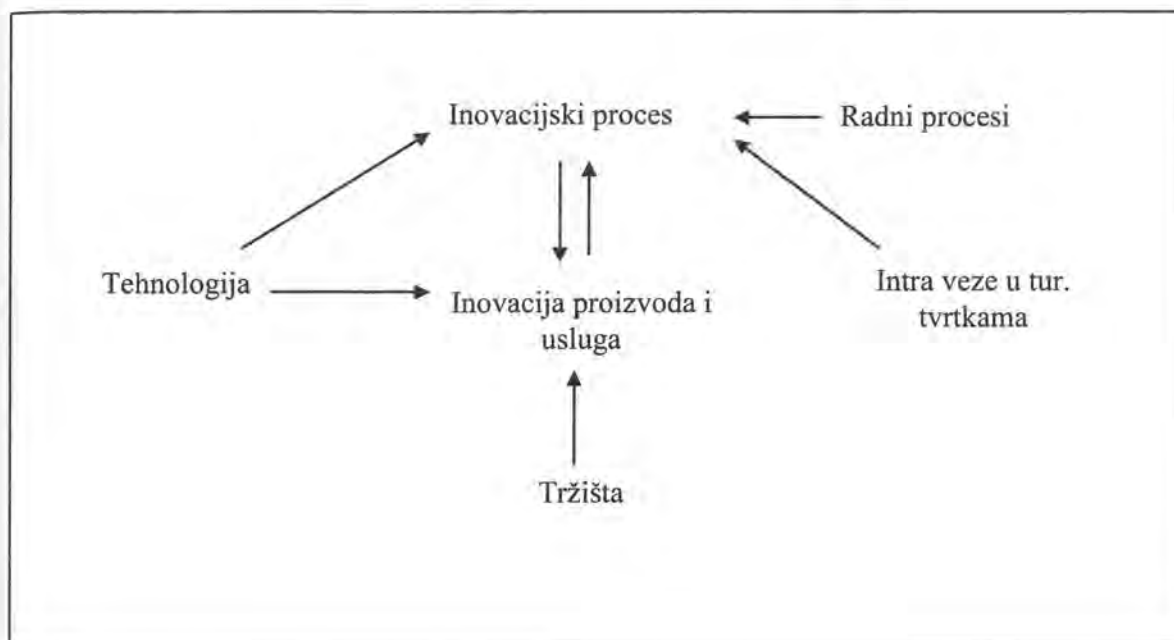 Inovacijski proces
Radni procesi
Tehnologija
Inovacija proizvoda i
usluga
Intra veze u tur.
tvrtkama
Tržišta